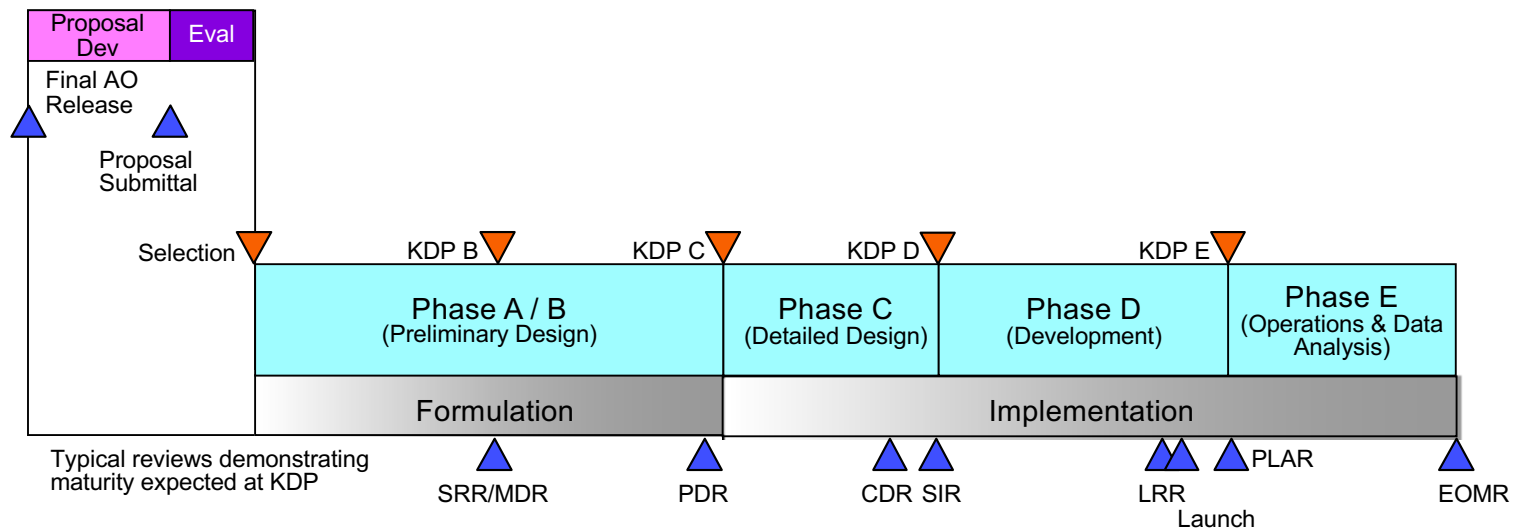 Proposal
Dev
Eval
Final AO
Release
Proposal
Submittal
Selection
KDP B
KDP C
KDP D
KDP E
Phase A / B
(Preliminary Design)
Phase C
(Detailed Design)
Phase D
(Development)
Phase E
(Operations & Data
Analysis)
Formulation
Implementation
Typical reviews demonstrating
maturity expected at KDP
SRR/MDR
PDR
CDR
SIR
LRR
Launch
PLAR
EOMR